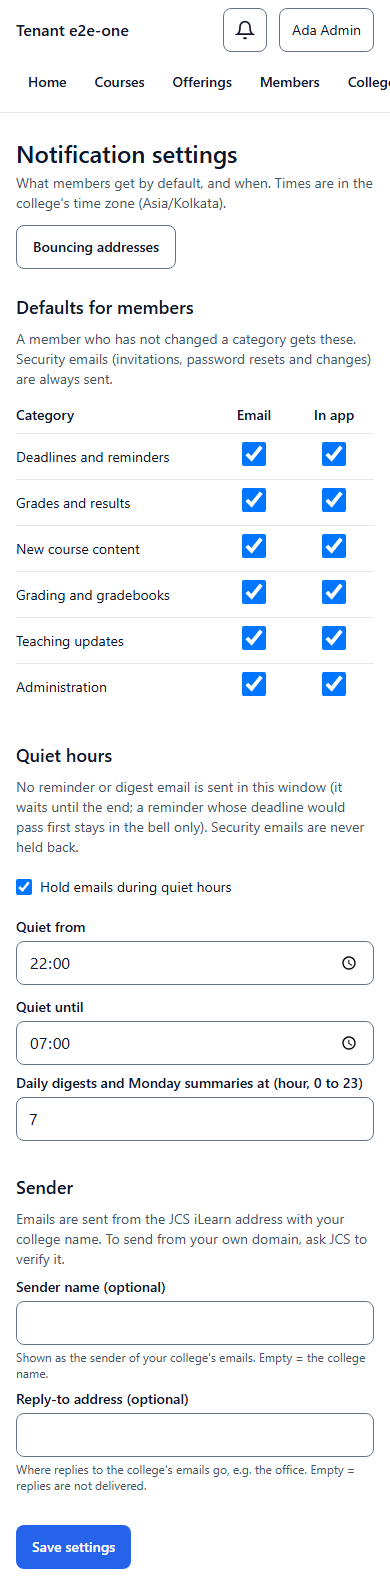 Tenant e2e-one
Ada Admin
Home Courses Offerings Members Colleg
Notification settings
What members get by default, and when. Times are in the
college's time zone (Asia/Kolkata).
Bouncing addresses
Defaults for members
A member who has not changed a category gets these.
Security emails (invitations, password resets and changes)
are always sent.
Category Email In app
Deadlines and reminders
Grades and results
New course content
Grading and gradebooks
Teaching updates
Administration
Quiet hours
No reminder or digest email is sent in this window (it
waits until the end; a reminder whose deadline would
pass first stays in the bell only). Security emails are never
held back.
Hold emails during quiet hours
Quiet from
22:00
Quiet until
07:00
Daily digests and Monday summaries at (hour, 0 to 23)
7
Sender
Emails are sent from the JCS iLearn address with your
college name. To send from your own domain, ask JCS to
verify it.
Sender name (optional)
Shown as the sender of your college's emails. Empty = the college
name.
Reply-to address (optional)
Where replies to the college's emails go, e.g. the office. Empty =
replies are not delivered.
Save settings